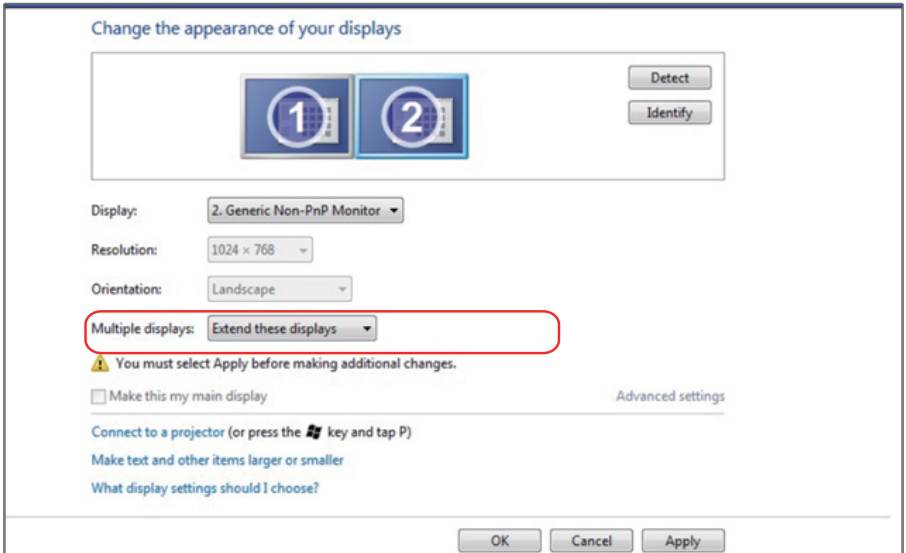 Change the appearance of your displays
1
2
Detect
Identify
Display:
2. Generic Non-PnP Monitor
Resolution:
1024 × 768
Orientation:
Landscape
Multiple displays:
Extend these displays
You must select Apply before making additional changes.
Make this my main display
Advanced settings
Connect to a projector (or press the key and tap P)
Make text and other items larger or smaller
What display settings should I choose?
OK
Cancel
Apply